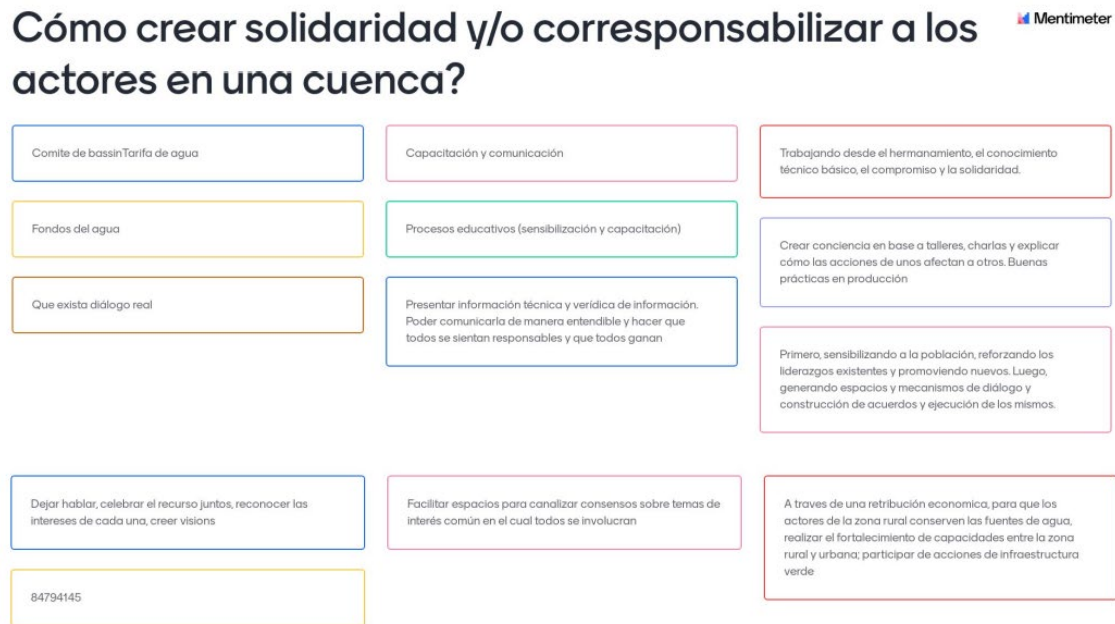 Cómo crear solidaridad y/o corresponsabilizar a los
actores en una cuenca?
Mentimeter
Comite de bassinTarifa de agua
Fondos del agua
Que exista diálogo real
Capacitación y comunicación
Procesos educativos (sensibilización y capacitación)
Presentar información técnica y verídica de información.
Poder comunicarla de manera entendible y hacer que
todos se sientan responsables y que todos ganan
Trabajando desde el hermanamiento, el conocimiento
técnico básico, el compromiso y la solidaridad.
Crear conciencia en base a talleres, charlas y explicar
cómo las acciones de unos afectan a otros. Buenas
prácticas en producción
Primero, sensibilizando a la población, reforzando los
liderazgos existentes y promoviendo nuevos. Luego,
generando espacios y mecanismos de diálogo y
construcción de acuerdos y ejecución de los mismos.
Dejar hablar, celebrar el recurso juntos, reconocer las
intereses de cada una, creer visions
84794145
Facilitar espacios para canalizar consensos sobre temas de
interés común en el cual todos se involucran
A traves de una retribución economica, para que los
actores de la zona rural conserven las fuentes de agua,
realizar el fortalecimiento de capacidades entre la zona
rural y urbana; participar de acciones de infraestructura
verde